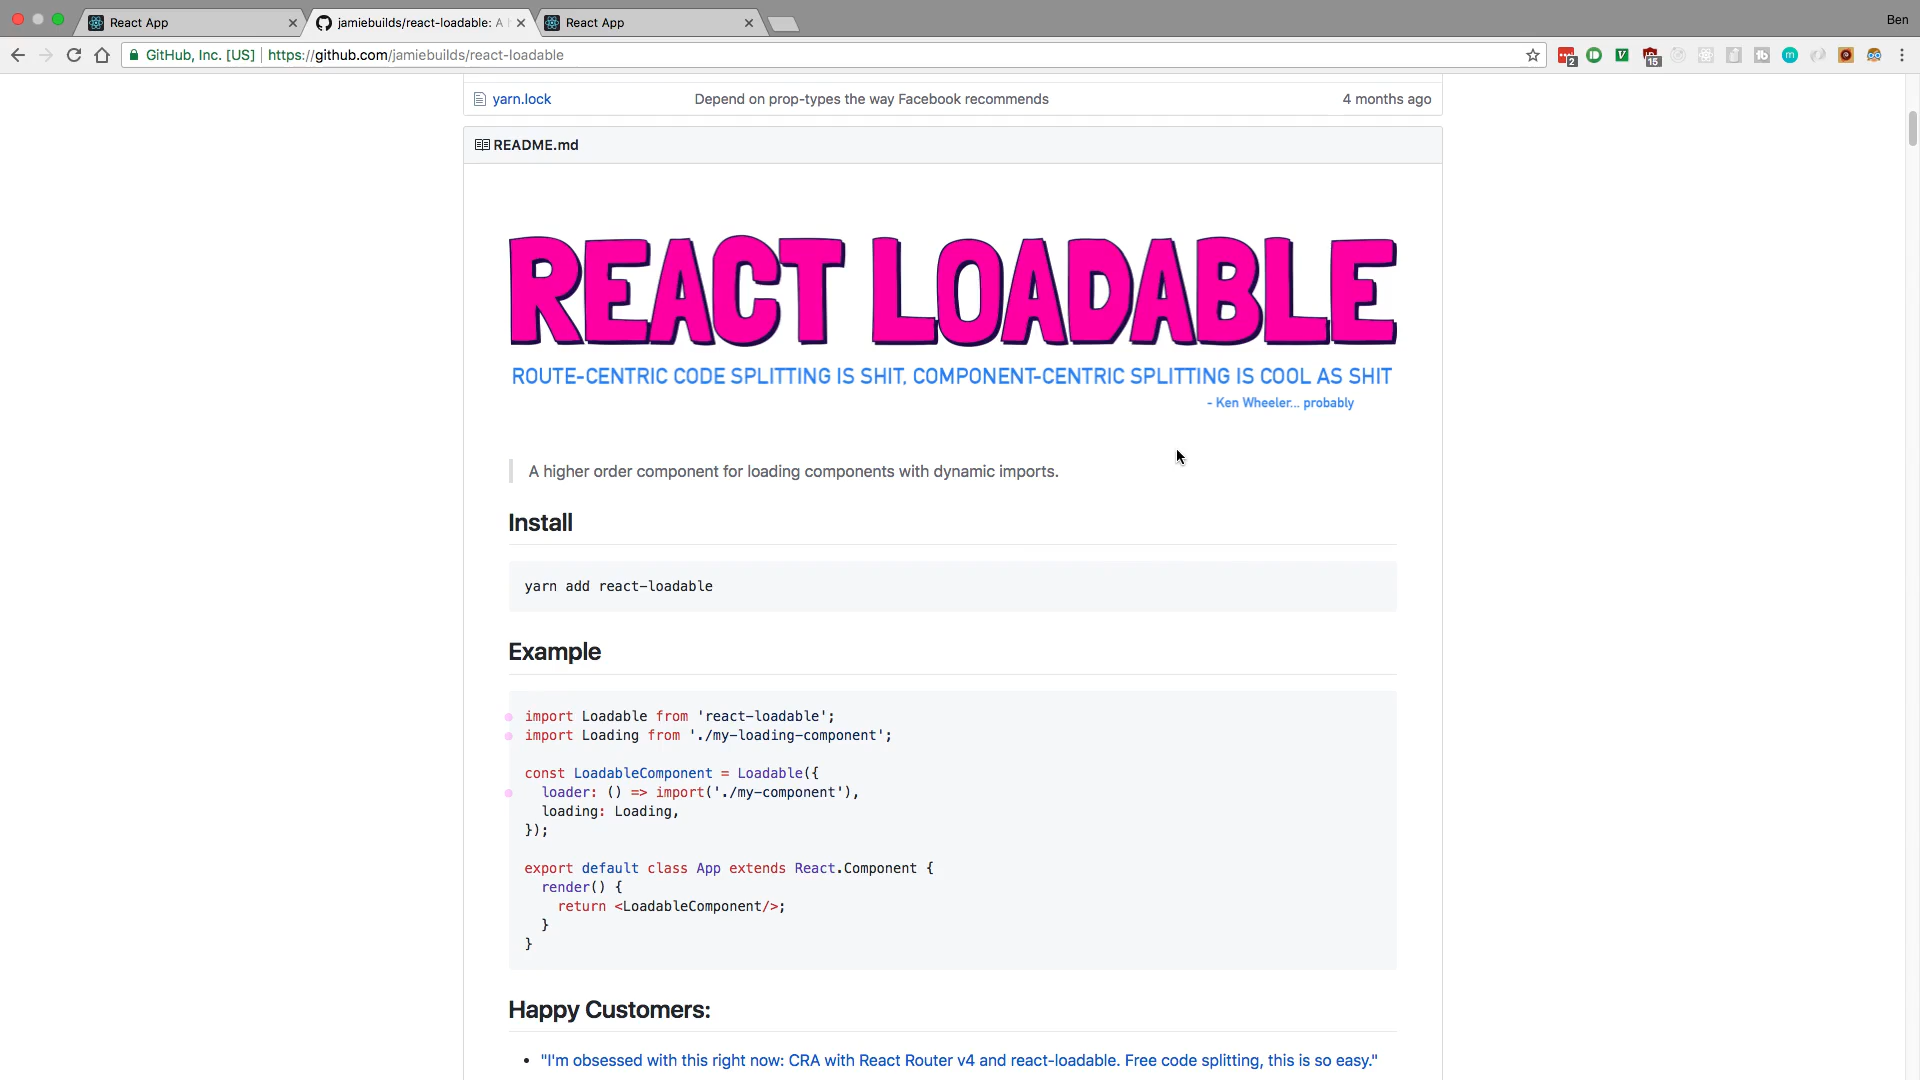 React App
jamiebuilds/react-loadable: A h
React App
Ben
GitHub, Inc. [US] | https://github.com/jamiebuilds/react-loadable
2
15
yarn.lock Depend on prop-types the way Facebook recommends 4 months ago
README.md
REACT LOADABLE
ROUTE-CENTRIC CODE SPLITTING IS SHIT, COMPONENT-CENTRIC SPLITTING IS COOL AS SHIT
- Ken Wheeler... probably
A higher order component for loading components with dynamic imports.
Install
yarn add react-loadable
Example
import Loadable from 'react-loadable';
import Loading from './my-loading-component';
const LoadableComponent = Loadable({
loader: () => import('./my-component'),
loading: Loading,
});
export default class App extends React.Component {
render() {
return <LoadableComponent/>;
}
}
Happy Customers:
• "I'm obsessed with this right now: CRA with React Router v4 and react-loadable. Free code splitting, this is so easy."